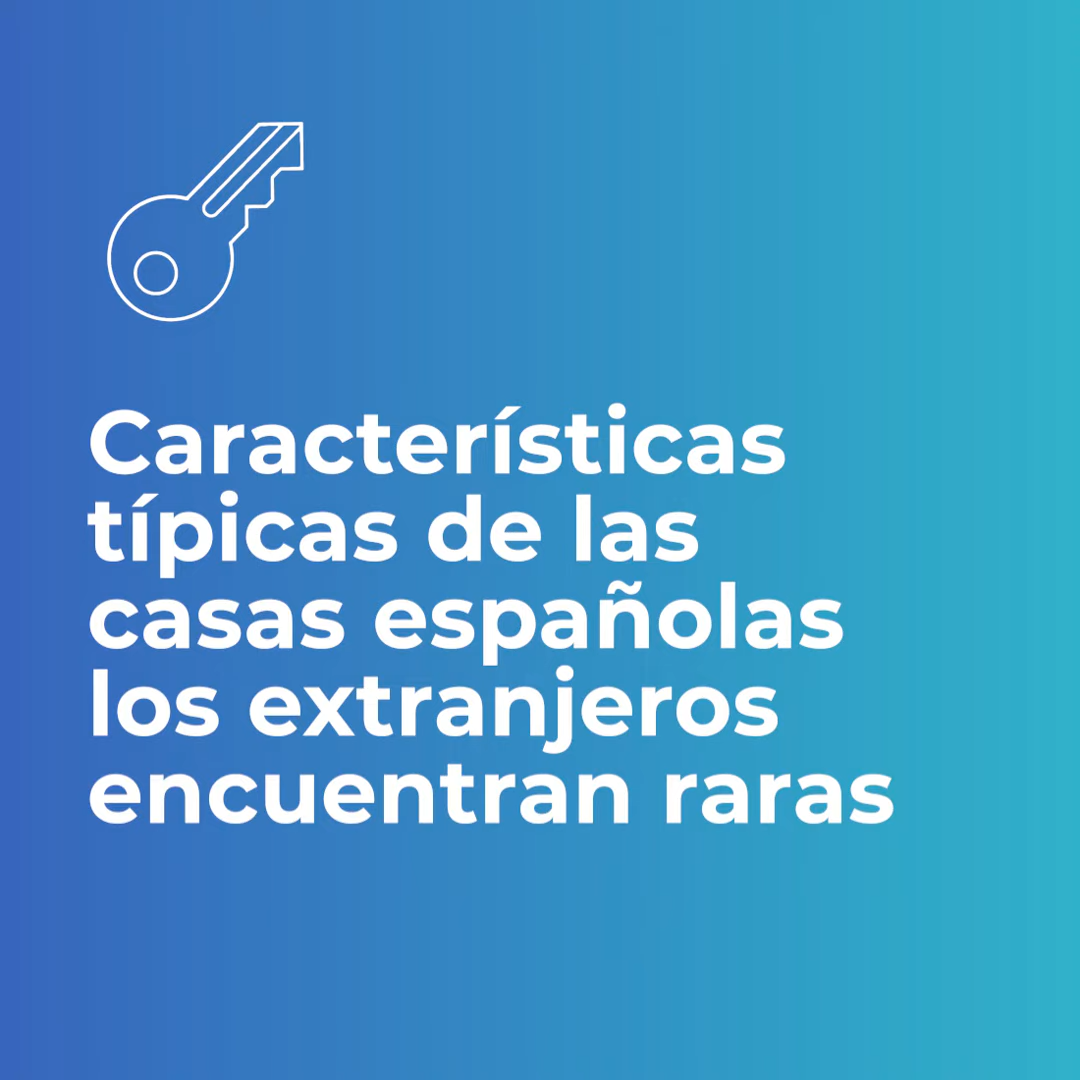 Características
típicas de las
casas españolas
los extranjeros
encuentran raras